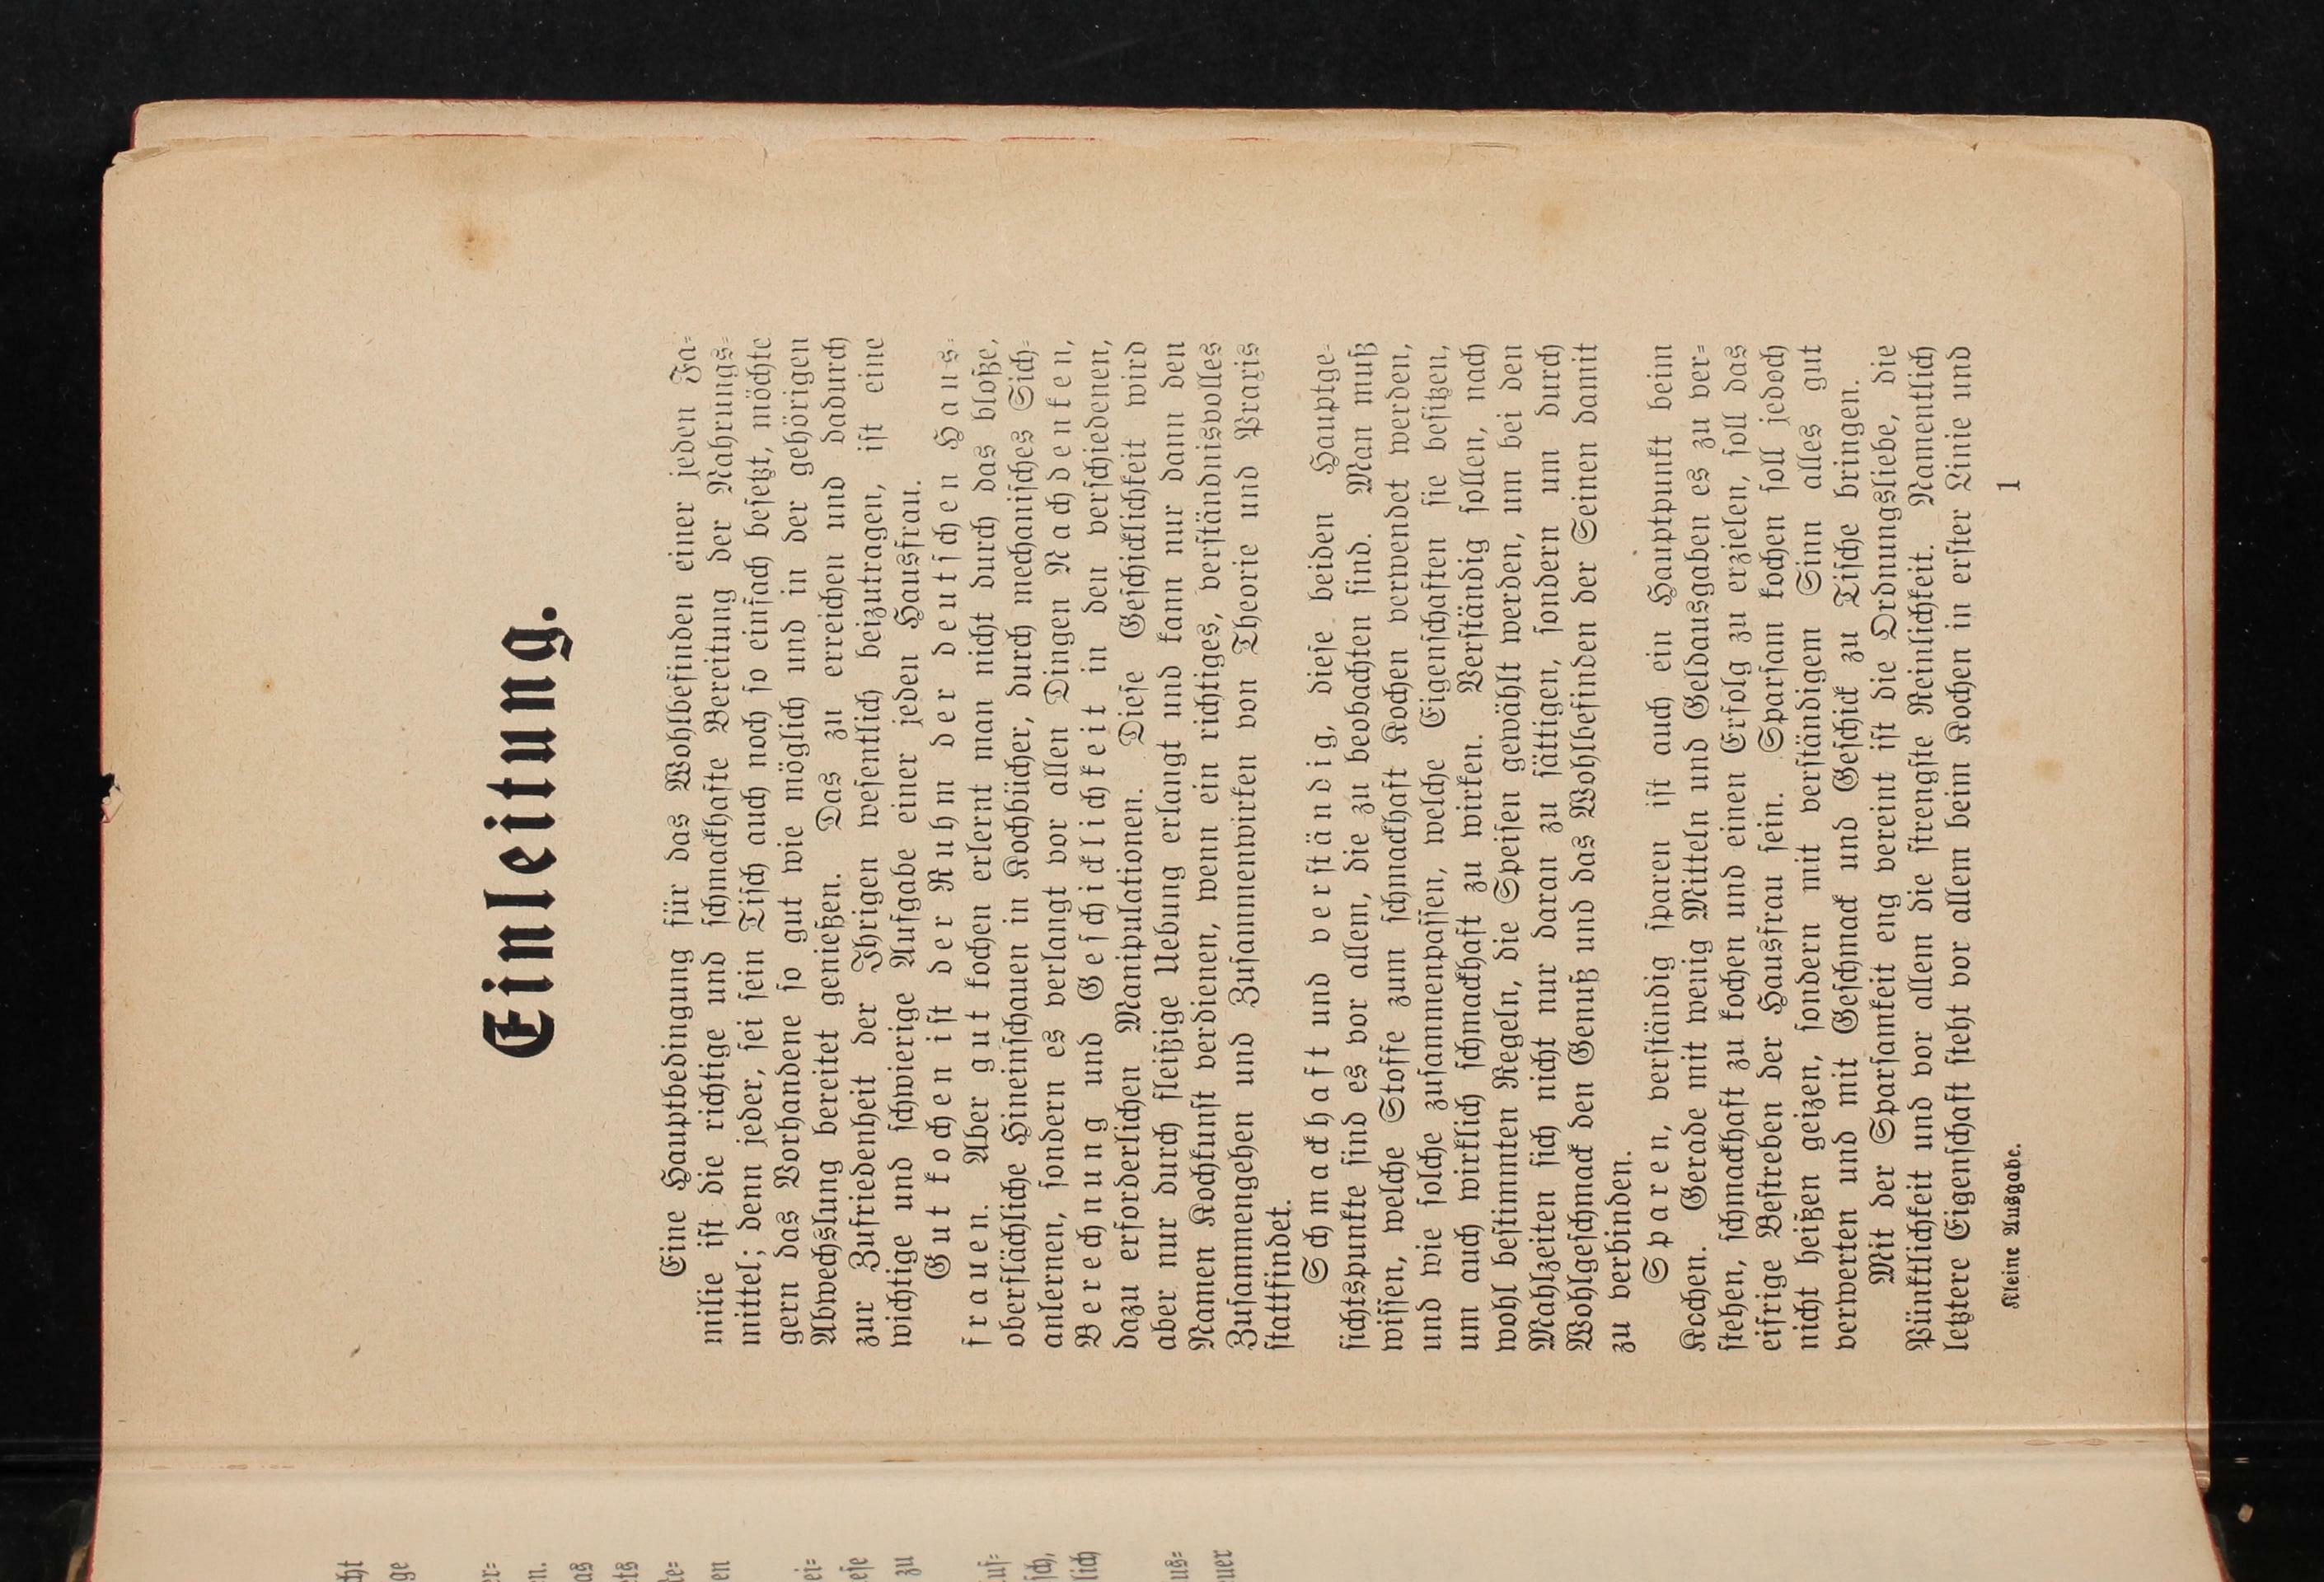 Einleitung.
Eine Hauptbedingung für das Wohlbefinden einer jeden Fa-
milie ist die richtige und schmackhafte Bereitung der Nahrungs-
mittel; denn jeder, sei sein Tisch auch noch so einfach besetzt, möchte
gern das Vorhandene so gut wie möglich und in der gehörigen
Abwechslung bereitet genießen. Das zu erreichen und dadurch
zur Zufriedenheit der Ihrigen wesentlich beizutragen, ist eine
wichtige und schwierige Aufgabe einer jeden Hausfrau.
Gut kochen ist der Ruhm der deutschen Haus-
frauen. Aber gut kochen erlernt man nicht durch das bloße,
oberflächliche Hineinschauen in Kochbücher, durch mechanisches Sich-
anlernen, sondern es verlangt vor allen Dingen Nachdenken,
Berechnung und Geschicklichkeit in den verschiedenen,
dazu erforderlichen Manipulationen. Diese Geschicklichkeit wird
aber nur durch fleißige Uebung erlangt und kann nur dann den
Namen Kochkunst verdienen, wenn ein richtiges, verständnisvolles
Zusammengehen und Zusammenwirken von Theorie und Praxis
stattfindet.
Schmackhaft und verständig, diese beiden Hauptge-
sichtspunkte sind es vor allem, die zu beobachten sind. Man muß
wissen, welche Stoffe zum schmackhaft Kochen verwendet werden,
und wie solche zusammenpassen, welche Eigenschaften sie besitzen,
um auch wirklich schmackhaft zu wirken. Verständig sollen, nach
wohl bestimmten Regeln, die Speisen gewählt werden, um bei den
Mahlzeiten sich nicht nur daran zu sättigen, sondern um durch
Wohlgeschmack den Genuß und das Wohlbefinden der Seinen damit
zu verbinden.
Sparen, verständig sparen ist auch ein Hauptpunkt beim
Kochen. Gerade mit wenig Mitteln und Geldausgaben es zu ver-
stehen, schmackhaft zu kochen und einen Erfolg zu erzielen, soll das
eifrige Bestreben der Hausfrau sein. Sparsam kochen soll jedoch
nicht heißen geizen, sondern mit verständigem Sinn alles gut
verwerten und mit Geschmack und Geschick zu Tische bringen.
Mit der Sparsamkeit eng vereint ist die Ordnungsliebe, die
Pünktlichkeit und vor allem die strengste Reinlichkeit. Namentlich
letztere Eigenschaft steht vor allem beim Kochen in erster Linie und
Kleine Ausgabe. 1
cht
ge
er-
n.
as
ets
te-
en
ei-
ese
zu
uf-
sch,
lich
us-
uer